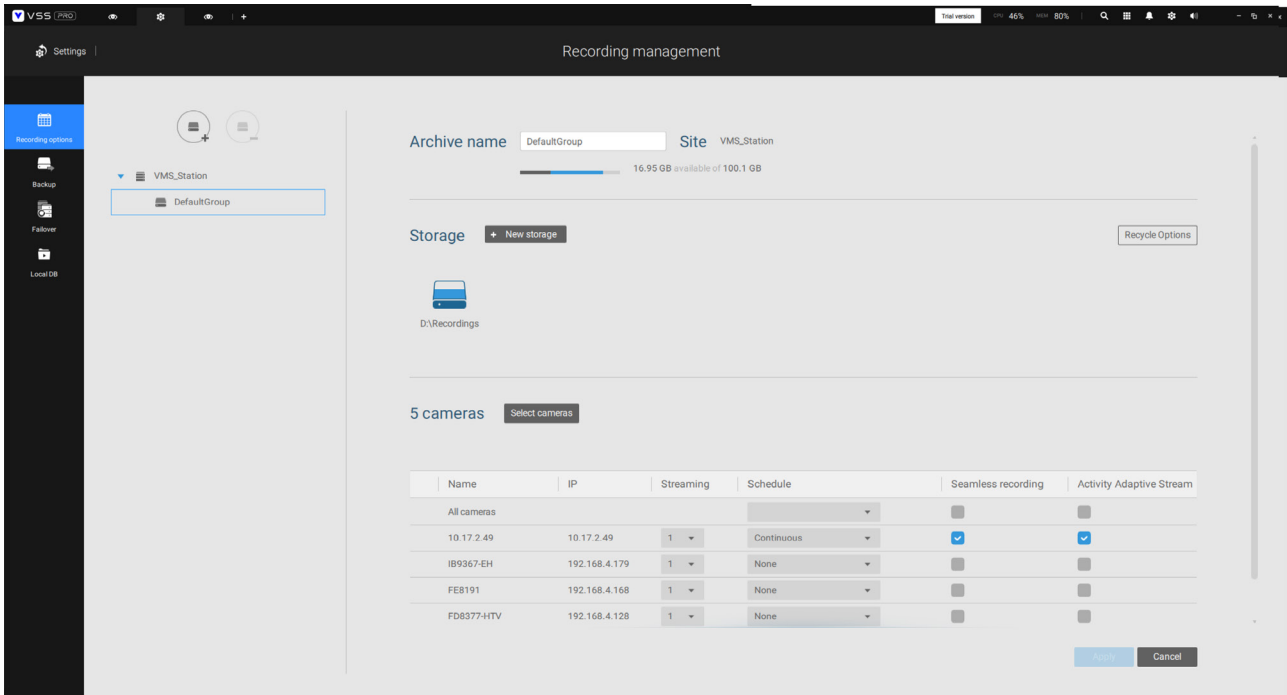 VSS PRO
+
Trial version CPU 46% MEM 80%
Settings
Recording management
Recording options
Backup
Failover
Local DB
VMS_Station
DefaultGroup
Archive name DefaultGroup Site VMS_Station
16.95 GB available of 100.1 GB
Storage + New storage Recycle Options
D:\Recordings
5 cameras Select cameras
Name IP Streaming Schedule Seamless recording Activity Adaptive Stream
All cameras
10.17.2.49 10.17.2.49 1 Continuous
IB9367-EH 192.168.4.179 1 None
FE8191 192.168.4.168 1 None
FD8377-HTV 192.168.4.128 1 None
Apply Cancel